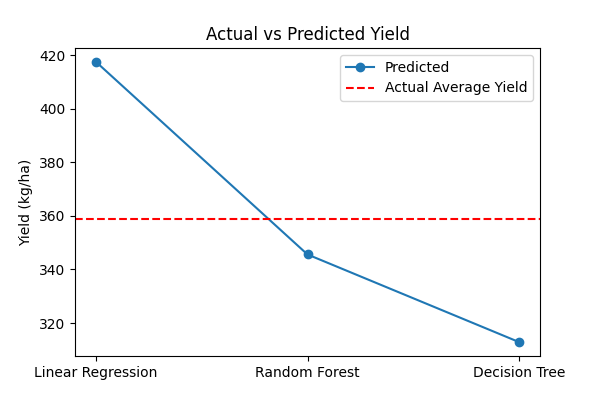 Actual vs Predicted Yield
Predicted
Actual Average Yield
Yield (kg/ha)
420
400
380
360
340
320
Linear Regression
Random Forest
Decision Tree